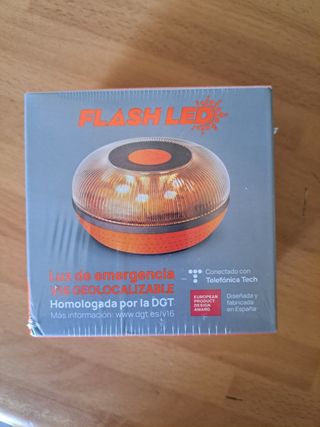 FLASH LED
Luz de emergencia
V16 GEOLOCALIZABLE
Homologada por la DGT
Más información: www.dgt.es/v16
Conectado con
Telefónica Tech
EUROPEAN
PRODUCT
DESIGN
AWARD
Diseñada y
fabricada
en España